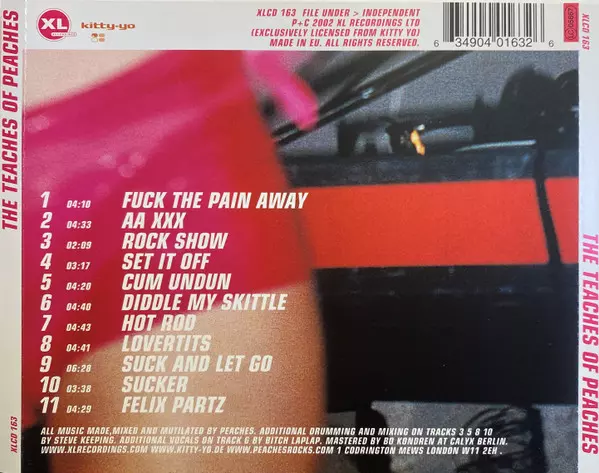 XL
RECORDINGS
kitty-yo
XLCD 163 FILE UNDER > INDEPENDENT
P+C 2002 XL RECORDINGS LTD
(EXCLUSIVELY LICENSED FROM KITTY YO)
MADE IN EU. ALL RIGHTS RESERVED.
6 34904 01632 6
THE TEACHES OF PEACHES
XLCD 163
1 04:10 FUCK THE PAIN AWAY
2 04:33 AA XXX
3 02:09 ROCK SHOW
4 03:17 SET IT OFF
5 04:20 CUM UNDUN
6 04:40 DIDDLE MY SKITTLE
7 04:43 HOT ROD
8 04:41 LOVERTITS
9 06:28 SUCK AND LET GO
10 03:38 SUCKER
11 04:29 FELIX PARTZ
ALL MUSIC MADE,MIXED AND MUTILATED BY PEACHES. ADDITIONAL DRUMMING AND MIXING ON TRACKS 3 5 8 10
BY STEVE KEEPING. ADDITIONAL VOCALS ON TRACK 6 BY BITCH LAPLAP. MASTERED BY BO KONDREN AT CALYX BERLIN.
WWW.XLRECORDINGS.COM WWW.KITTY-YO.DE WWW.PEACHESROCKS.COM 1 CODRINGTON MEWS LONDON W11 2EH .
XLCD 163
THE TEACHES OF PEACHES